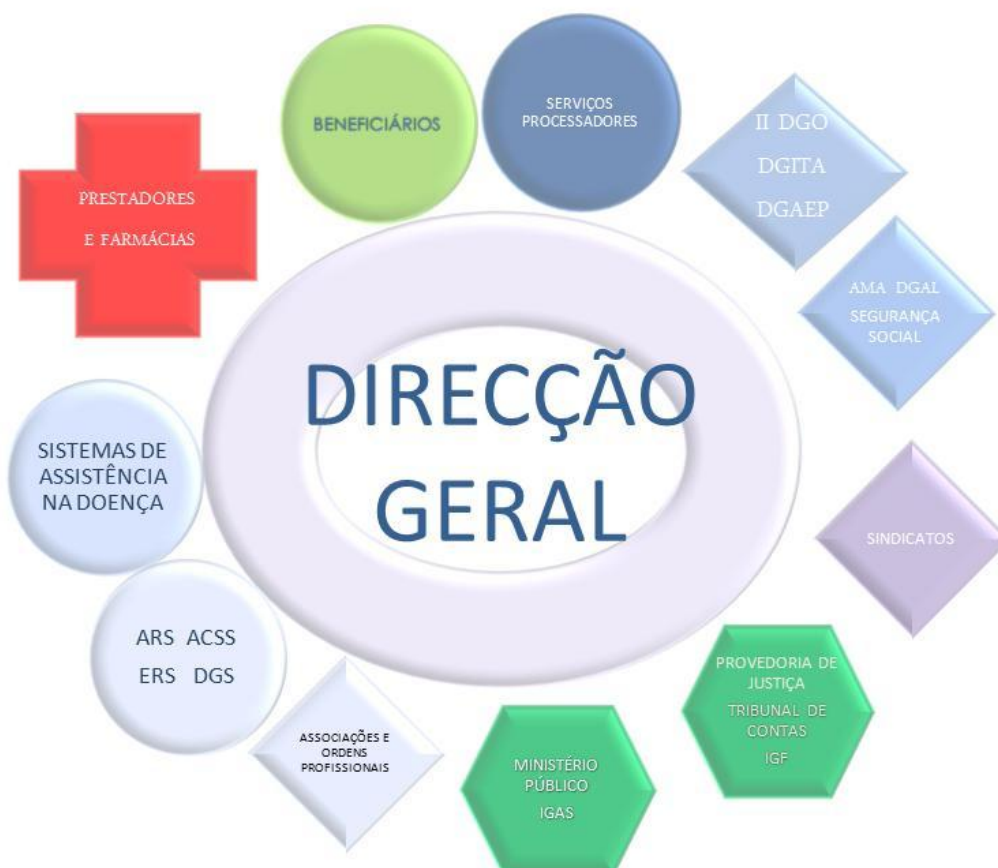 BENEFICIÁRIOS
SERVIÇOS
PROCESSADORES
II DGO
DGITA
DGAEP
PRESTADORES
E FARMÁCIAS
AMA DGAL
SEGURANÇA
SOCIAL
DIRECÇÃO
GERAL
SISTEMAS DE
ASSISTÊNCIA
NA DOENÇA
SINDICATOS
ARS ACSS
ERS DGS
PROVEDORIA DE
JUSTIÇA
TRIBUNAL DE
CONTAS
IGF
ASSOCIAÇÕES E
ORDENS
PROFISSIONAIS
MINISTÉRIO
PÚBLICO
IGAS